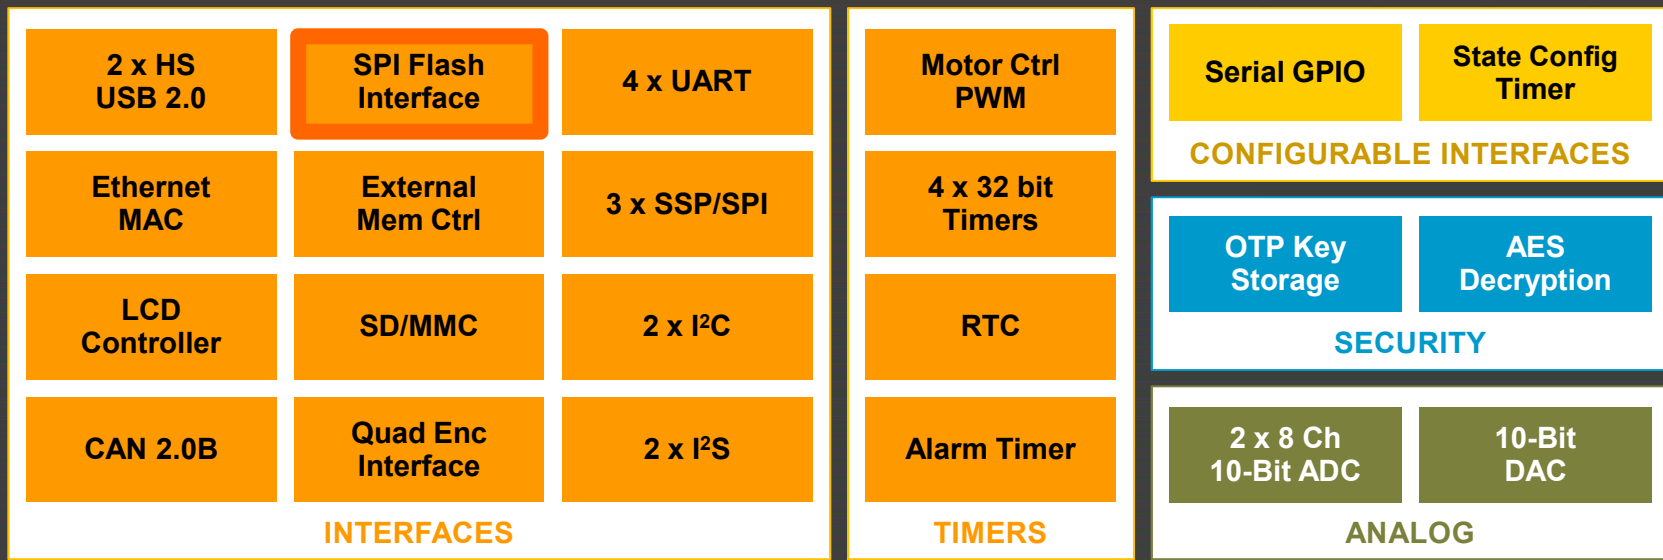 2 x HS
USB 2.0
SPI Flash
Interface
4 x UART
Ethernet
MAC
External
Mem Ctrl
3 x SSP/SPI
LCD
Controller
SD/MMC
2 x I²C
CAN 2.0B
Quad Enc
Interface
2 x I²S
INTERFACES
Motor Ctrl
PWM
4 x 32 bit
Timers
RTC
Alarm Timer
TIMERS
Serial GPIO
State Config
Timer
CONFIGURABLE INTERFACES
OTP Key
Storage
AES
Decryption
SECURITY
2 x 8 Ch
10-Bit ADC
10-Bit
DAC
ANALOG